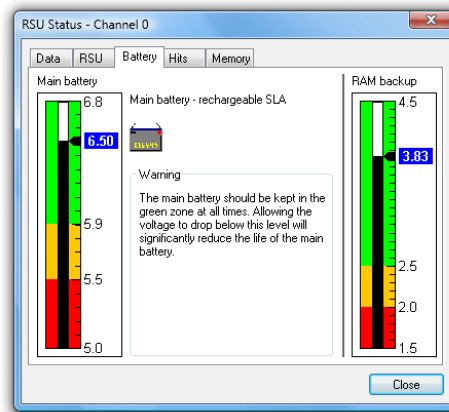 RSU Status - Channel 0
Data RSU Battery Hits Memory
Main battery
6.8
6.50
5.9
5.5
5.0
Main battery - rechargeable SLA
Warning
The main battery should be kept in the
green zone at all times. Allowing the
voltage to drop below this level will
significantly reduce the life of the main
battery.
RAM backup
4.5
3.83
2.5
2.0
1.5
Close